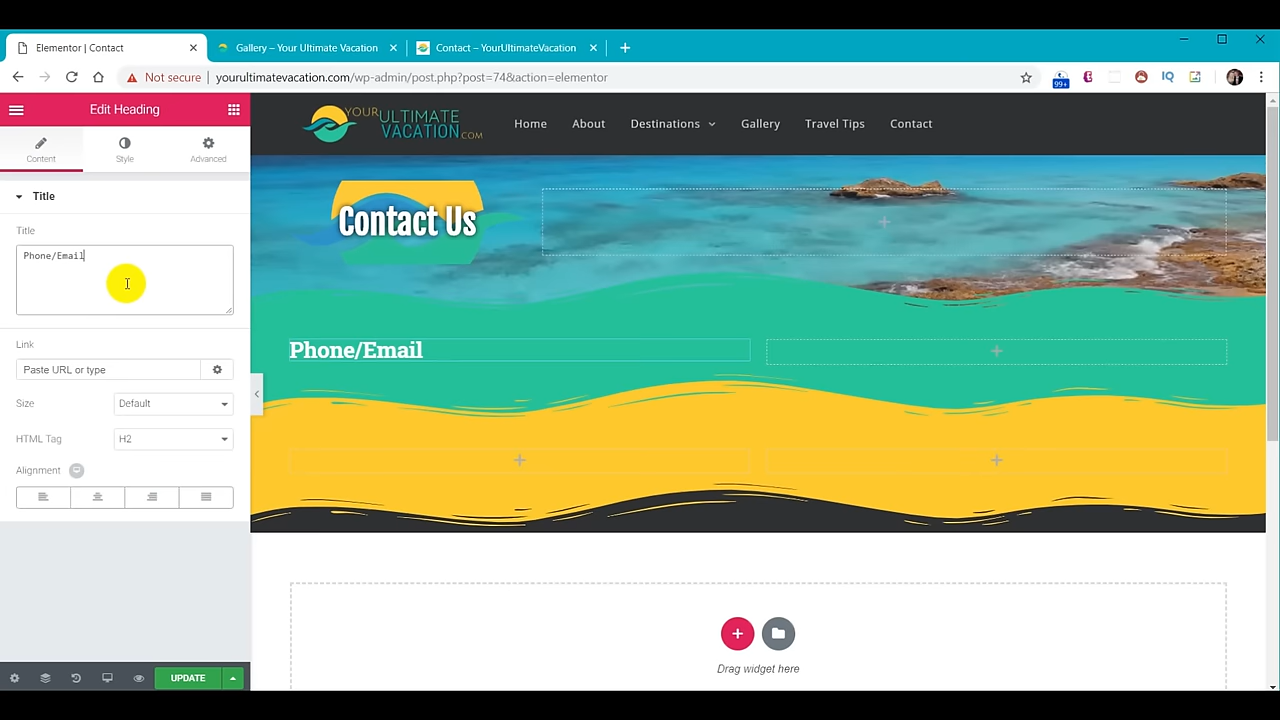 Elementor | Contact
Gallery – Your Ultimate Vacation
Contact – YourUltimateVacation
Not secure
yourultimatevacation.com/wp-admin/post.php?post=74&action=elementor
99+
IQ
Edit Heading
Content
Style
Advanced
Title
Title
Phone/Email
Link
Paste URL or type
Size
Default
HTML Tag
H2
Alignment
UPDATE
YOUR ULTIMATE
VACATION.COM
Home
About
Destinations
Gallery
Travel Tips
Contact
Contact Us
Phone/Email
Drag widget here